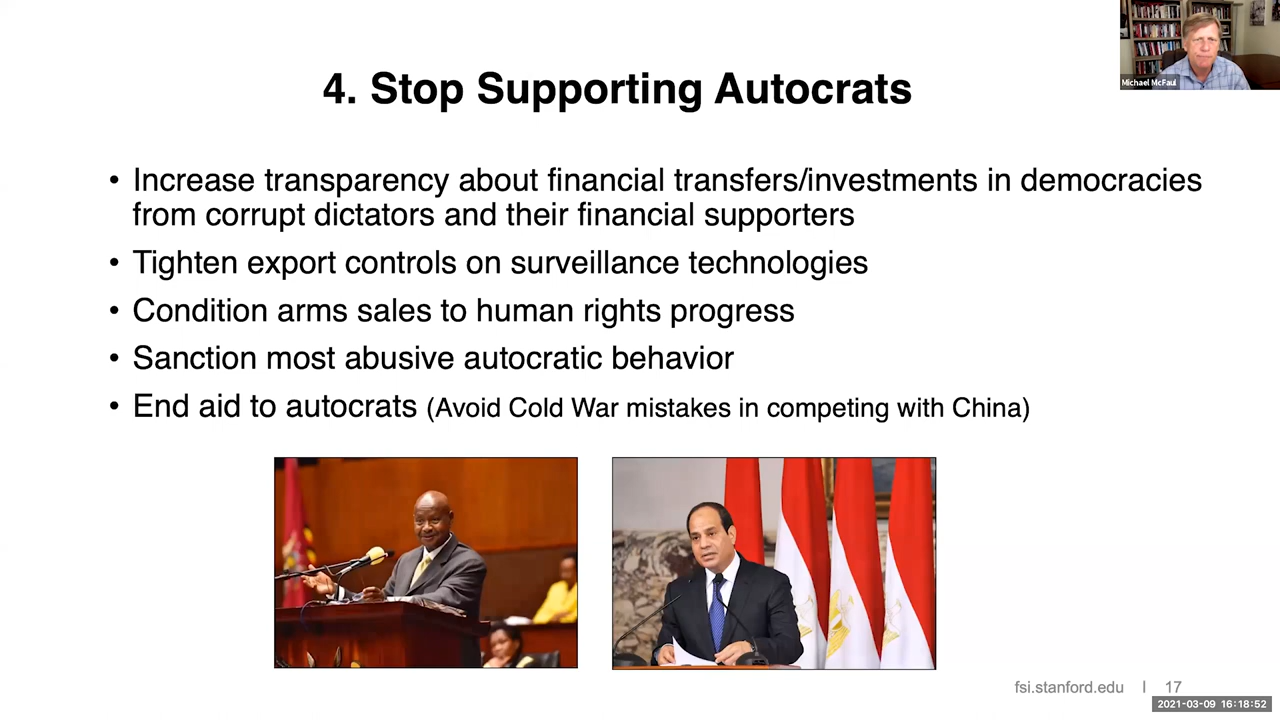 Michael McFaul
4. Stop Supporting Autocrats
• Increase transparency about financial transfers/investments in democracies
from corrupt dictators and their financial supporters
• Tighten export controls on surveillance technologies
• Condition arms sales to human rights progress
• Sanction most abusive autocratic behavior
• End aid to autocrats (Avoid Cold War mistakes in competing with China)
fsi.stanford.edu | 17
2021-03-09 16:18:52